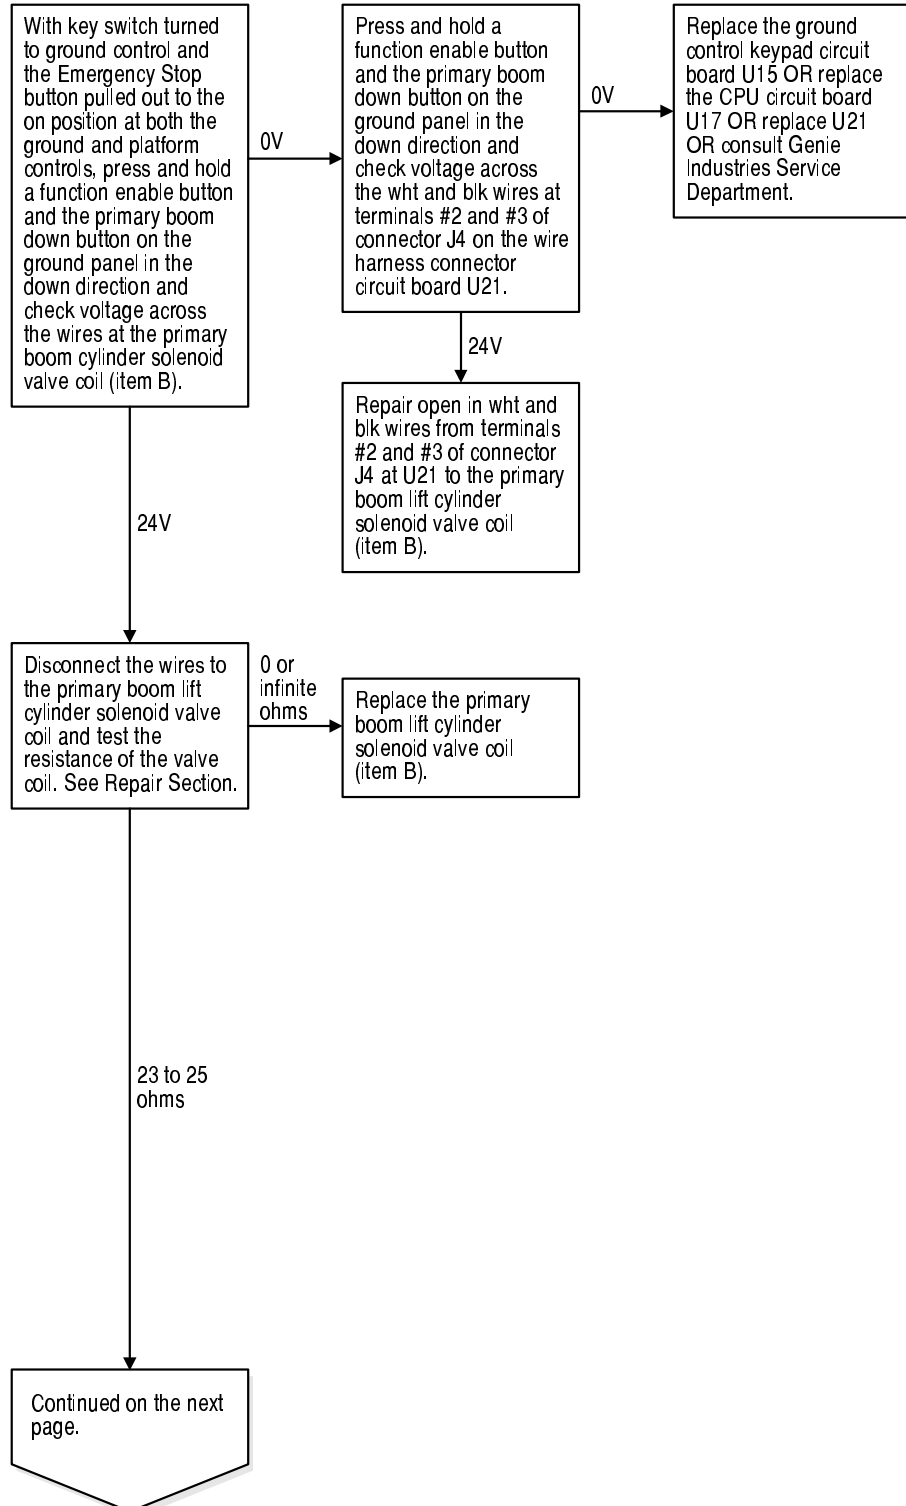 With key switch turned
to ground control and
the Emergency Stop
button pulled out to the
on position at both the
ground and platform
controls, press and hold
a function enable button
and the primary boom
down button on the
ground panel in the
down direction and
check voltage across
the wires at the primary
boom cylinder solenoid
valve coil (item B).
0V
Press and hold a
function enable button
and the primary boom
down button on the
ground panel in the
down direction and
check voltage across
the wht and blk wires at
terminals #2 and #3 of
connector J4 on the wire
harness connector
circuit board U21.
0V
Replace the ground
control keypad circuit
board U15 OR replace
the CPU circuit board
U17 OR replace U21
OR consult Genie
Industries Service
Department.
24V
Repair open in wht and
blk wires from terminals
#2 and #3 of connector
J4 at U21 to the primary
boom lift cylinder
solenoid valve coil
(item B).
24V
Disconnect the wires to
the primary boom lift
cylinder solenoid valve
coil and test the
resistance of the valve
coil. See Repair Section.
0 or
infinite
ohms
Replace the primary
boom lift cylinder
solenoid valve coil
(item B).
23 to 25
ohms
Continued on the next
page.